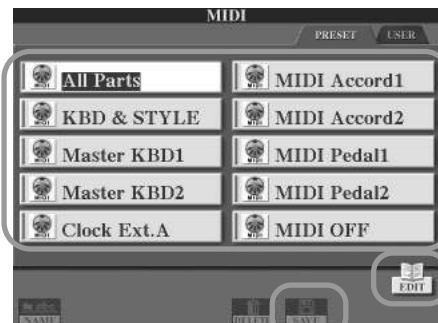 MIDI
PRESET USER
All Parts MIDI Accord1
KBD & STYLE MIDI Accord2
Master KBD1 MIDI Pedal1
Master KBD2 MIDI Pedal2
Clock Ext.A MIDI OFF
EDIT
NAME DELETE SAVE